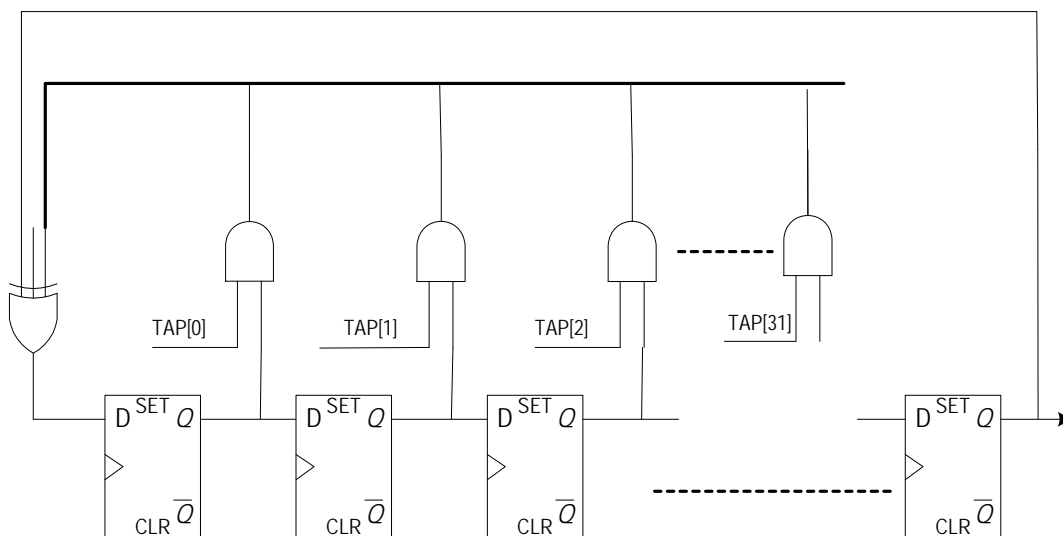 TAP[0]
TAP[1]
TAP[2]
TAP[31]
D SET Q
CLR Q̅
D SET Q
CLR Q̅
D SET Q
CLR Q̅
D SET Q
CLR Q̅